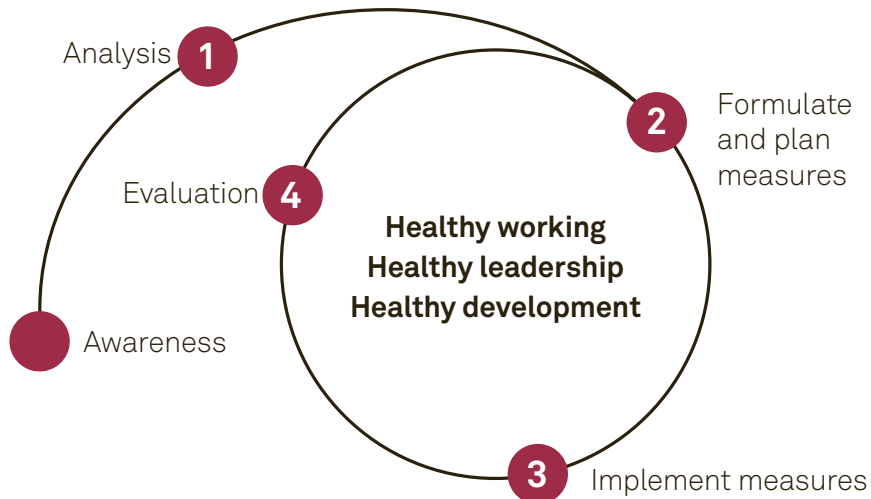 Analysis
1
2
Formulate
and plan
measures
Evaluation
4
Healthy working
Healthy leadership
Healthy development
Awareness
3
Implement measures